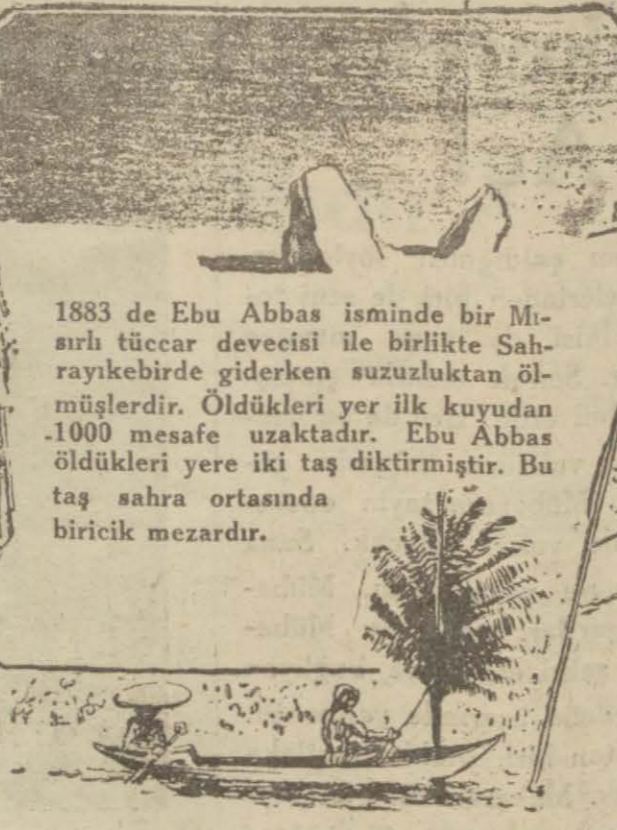 1883 de Ebu Abbas isminde bir Mı-
sırlı tüccar devecisi ile birlikte Sah-
rayıkebirde giderken suzuzluktan öl-
müşlerdir. Öldükleri yer ilk kuyudan
1000 mesafe uzaktadır. Ebu Abbas
öldükleri yere iki taş diktirmiştir. Bu
taş sahra ortasında
biricik mezardır.